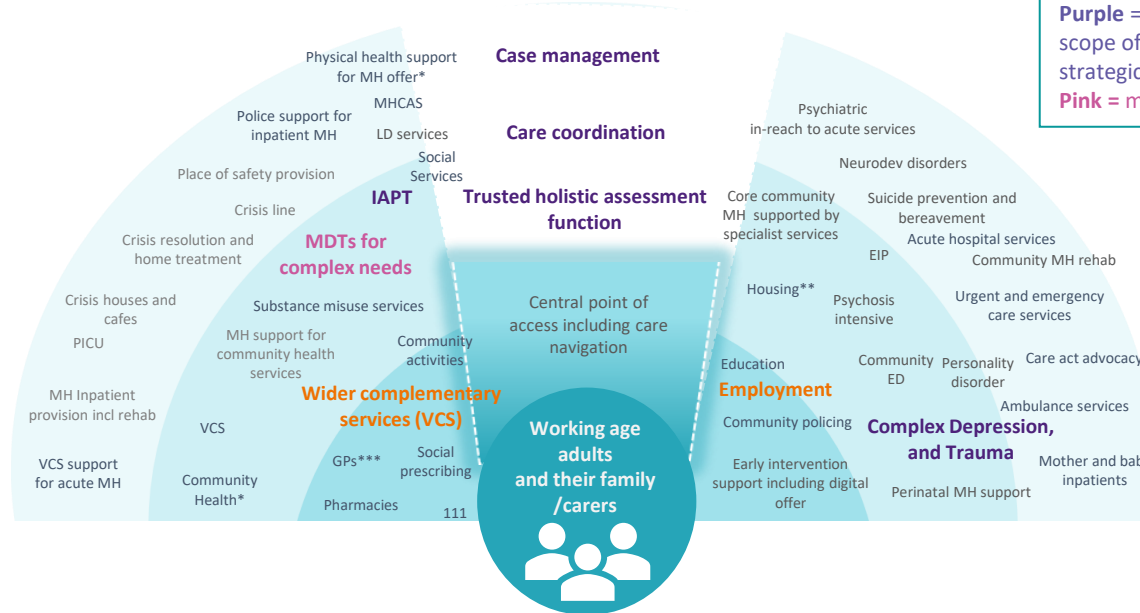 Purple =
scope of
strategic
Pink = m
Case management
Care coordination
Trusted holistic assessment
function
Central point of
access including care
navigation
Working age
adults
and their family
/carers
Physical health support
for MH offer*
MHCAS
Police support for
inpatient MH
LD services
Social
Services
Place of safety provision
IAPT
Crisis line
MDTs for
complex needs
Crisis resolution and
home treatment
Substance misuse services
Crisis houses and
cafes
PICU
MH support for
community health
services
Community
activities
MH Inpatient
provision incl rehab
Wider complementary
services (VCS)
VCS
GPs***
Social
prescribing
VCS support
for acute MH
Community
Health*
Pharmacies
111
Psychiatric
in-reach to acute services
Neurodev disorders
Core community
MH supported by
specialist services
Suicide prevention and
bereavement
Acute hospital services
EIP
Community MH rehab
Housing**
Psychosis
intensive
Urgent and emergency
care services
Education
Community
ED
Personality
disorder
Care act advocacy
Employment
Ambulance services
Community policing
Complex Depression,
and Trauma
Early intervention
support including digital
offer
Perinatal MH support
Mother and bab
inpatients